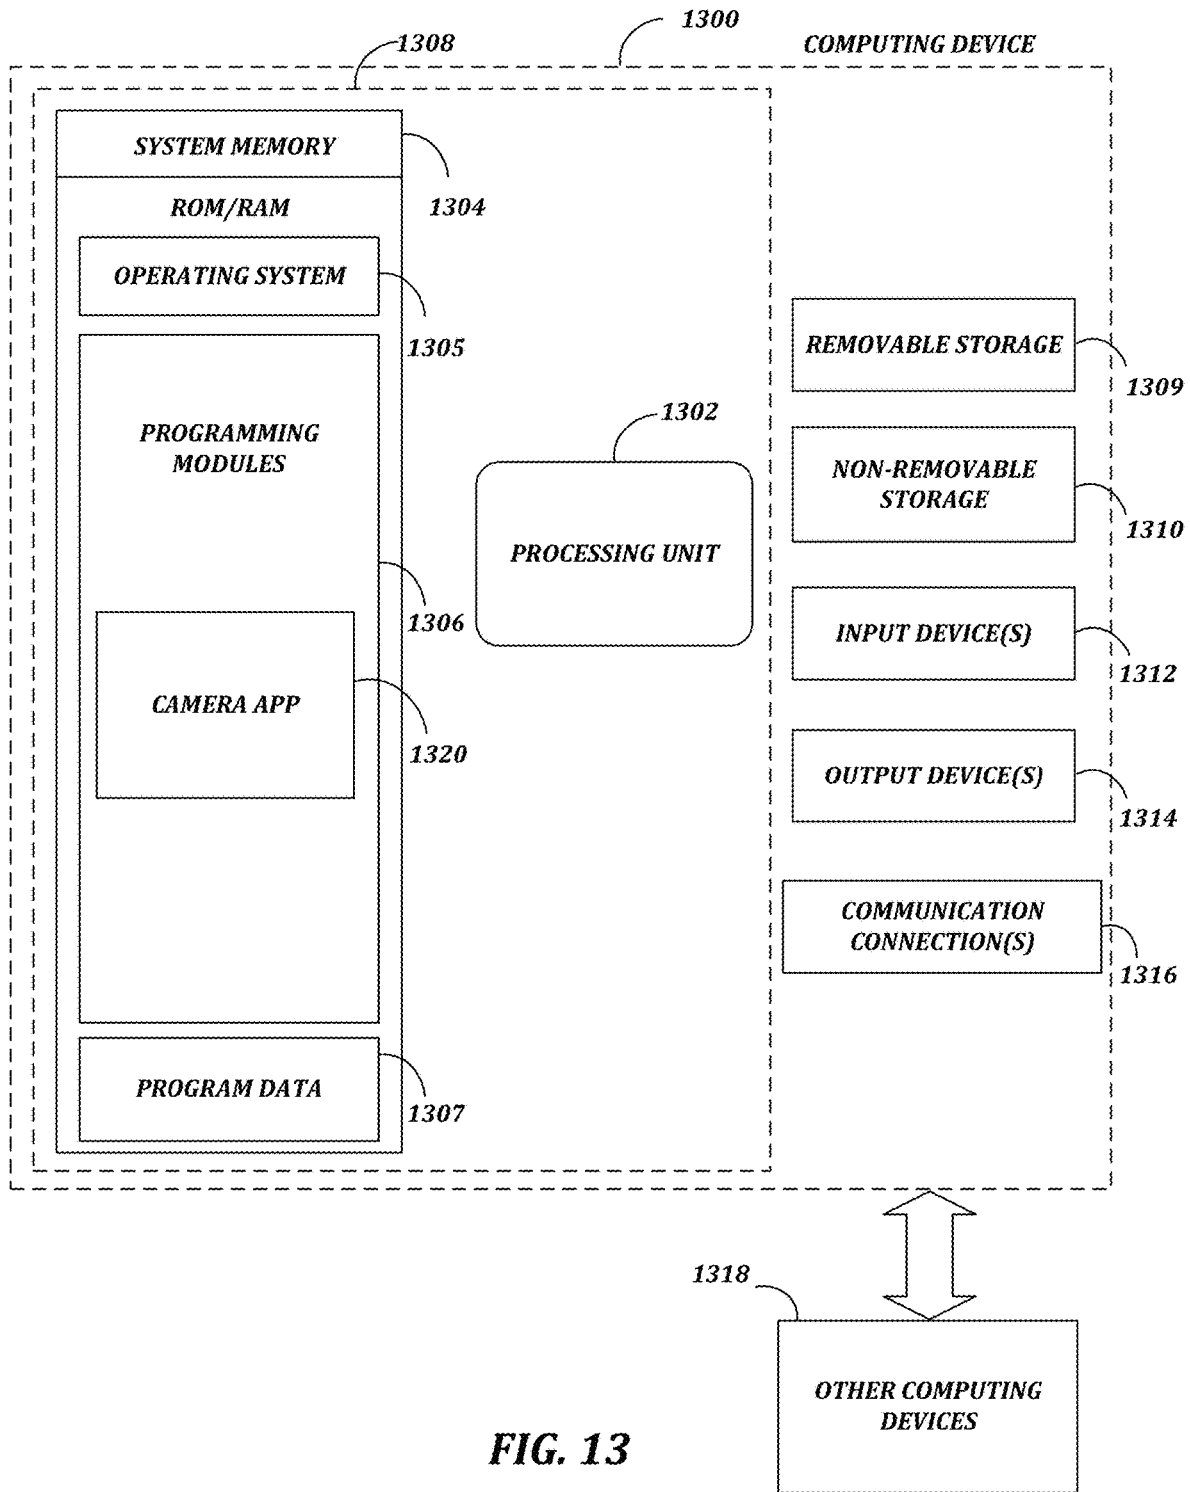 1300
COMPUTING DEVICE
1308
SYSTEM MEMORY
1304
ROM/RAM
OPERATING SYSTEM
1305
PROGRAMMING
MODULES
1306
CAMERA APP
1320
PROGRAM DATA
1307
1302
PROCESSING UNIT
REMOVABLE STORAGE
1309
NON-REMOVABLE
STORAGE
1310
INPUT DEVICE(S)
1312
OUTPUT DEVICE(S)
1314
COMMUNICATION
CONNECTION(S)
1316
1318
OTHER COMPUTING
DEVICES
FIG. 13